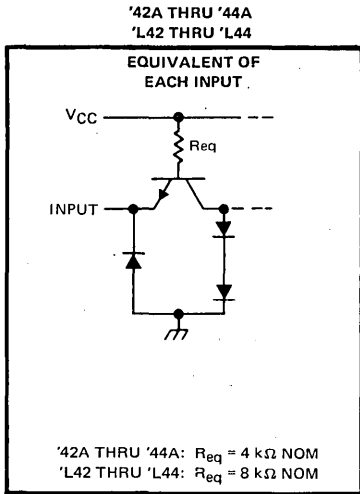 '42A THRU '44A
'L42 THRU 'L44
EQUIVALENT OF
EACH INPUT
VCC
Req
INPUT
'42A THRU '44A: Req = 4 kΩ NOM
'L42 THRU 'L44: Req = 8 kΩ NOM